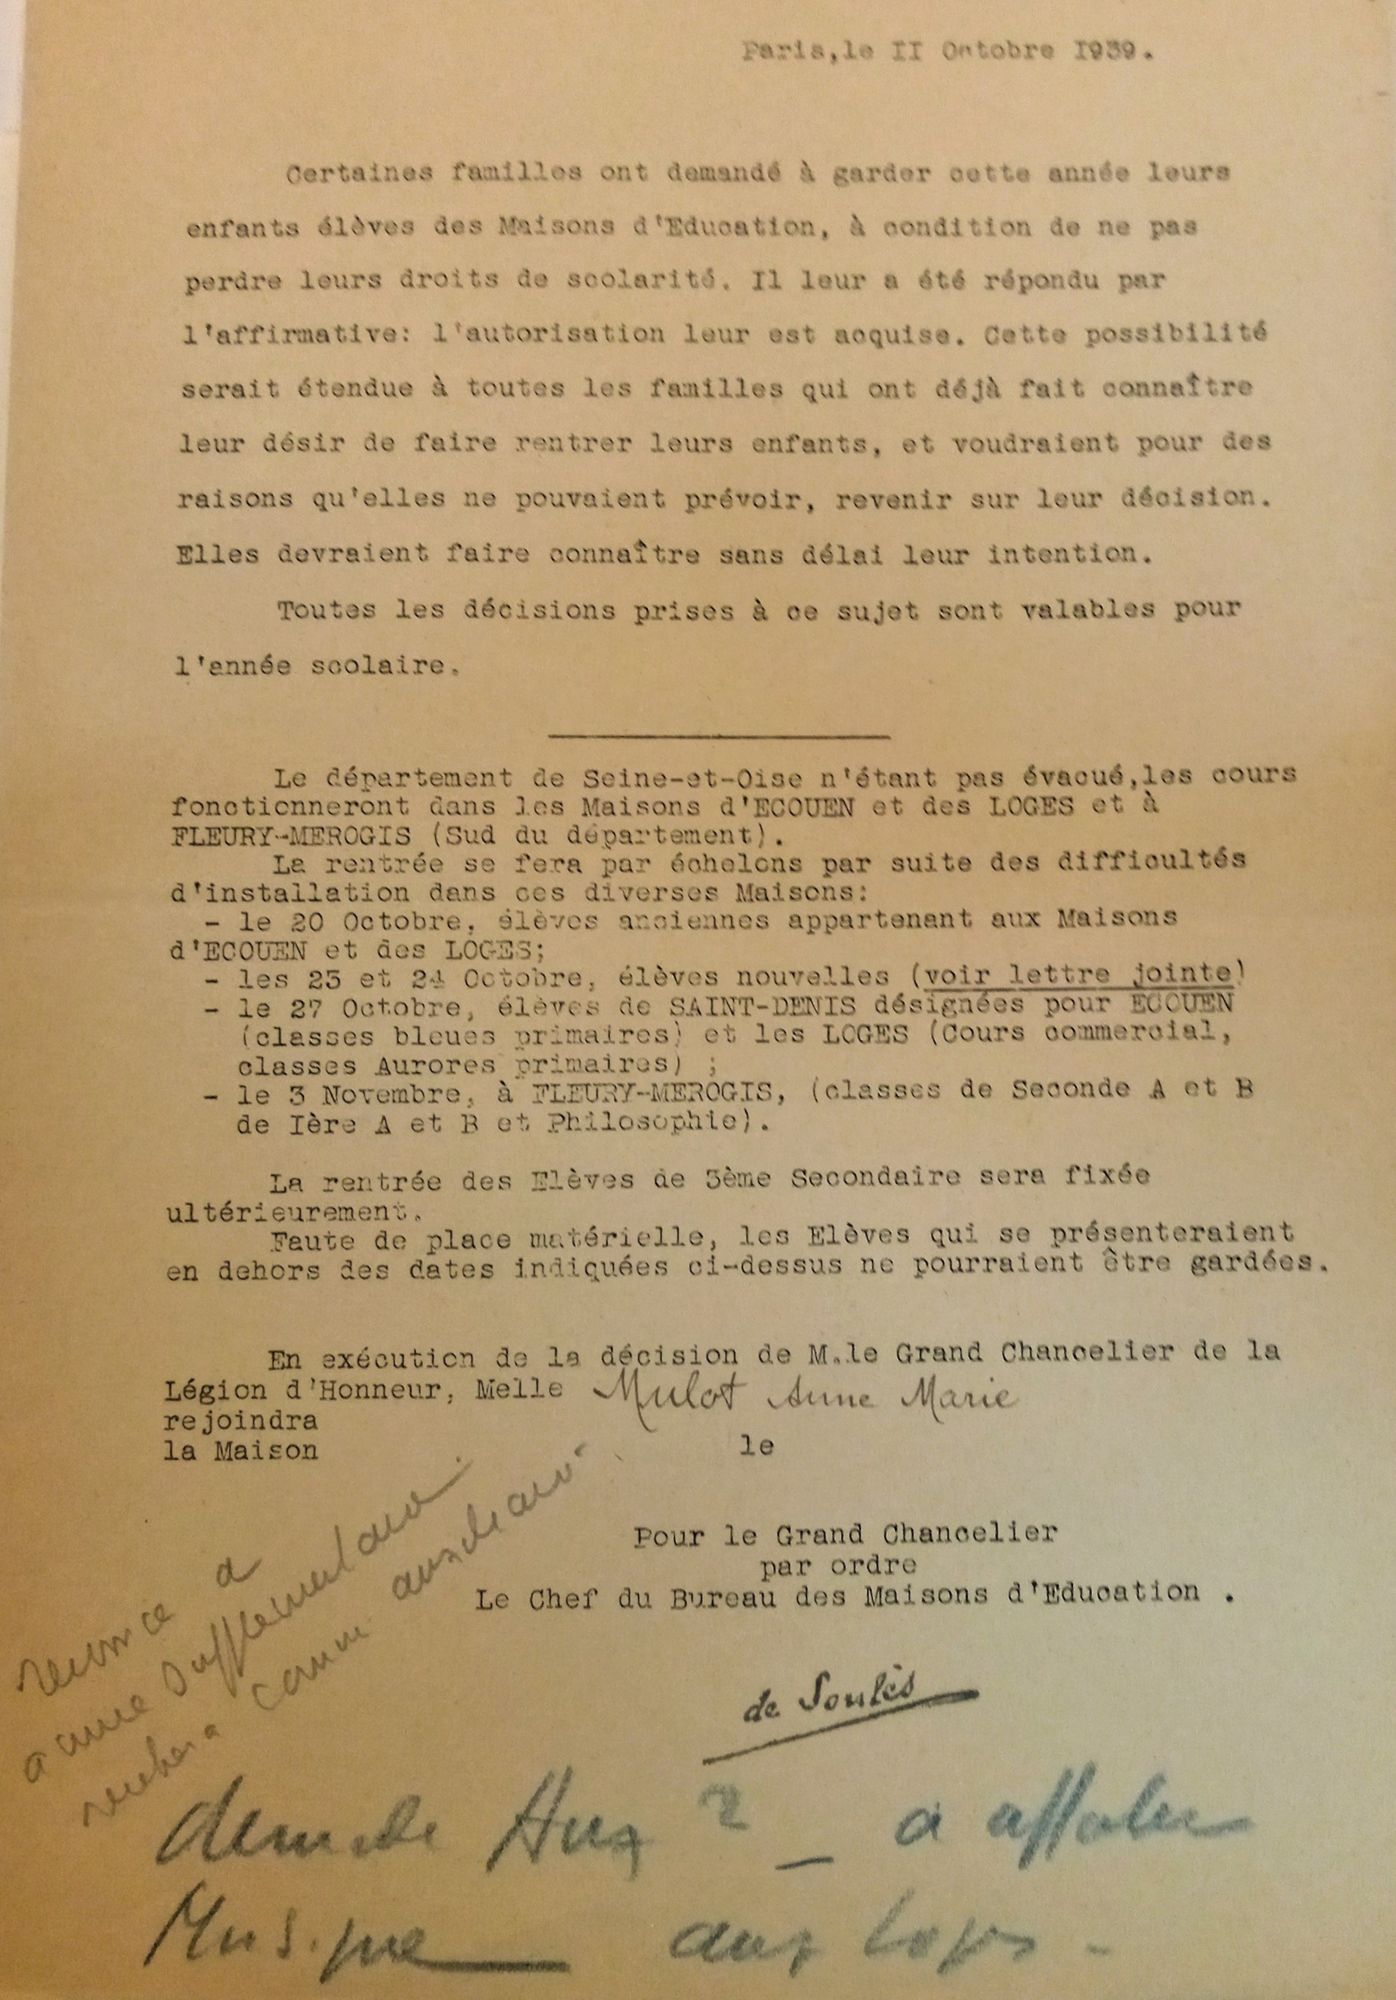 Paris,le II Octobre 1939.
Certaines familles ont demandé à garder cette année leurs
enfants élèves des Maisons d'Education, à condition de ne pas
perdre leurs droits de scolarité. Il leur a été répondu par
l'affirmative: l'autorisation leur est acquise. Cette possibilité
serait étendue à toutes les familles qui ont déjà fait connaître
leur désir de faire rentrer leurs enfants, et voudraient pour des
raisons qu'elles ne pouvaient prévoir, revenir sur leur décision.
Elles devraient faire connaître sans délai leur intention.
Toutes les décisions prises à ce sujet sont valables pour
l'année scolaire.
Le département de Seine-et-Oise n'étant pas évacué,les cours
fonctionneront dans les Maisons d'ECOUEN et des LOGES et à
FLEURY-MEROGIS (Sud du département).
La rentrée se fera par échelons par suite des difficultés
d'installation dans ces diverses Maisons:
- le 20 Octobre, élèves anciennes appartenant aux Maisons
d'ECOUEN et des LOGES;
- les 23 et 24 Octobre, élèves nouvelles (voir lettre jointe)
- le 27 Octobre, élèves de SAINT-DENIS désignées pour ECOUEN
(classes bleues primaires) et les LOGES (Cours commercial,
classes Aurores primaires) ;
- le 3 Novembre, à FLEURY-MEROGIS, (classes de Seconde A et B
de Ière A et B et Philosophie).
La rentrée des Elèves de 3ème Secondaire sera fixée
ultérieurement.
Faute de place matérielle, les Elèves qui se présenteraient
en dehors des dates indiquées ci-dessus ne pourraient être gardées.
En exécution de la décision de M.le Grand Chancelier de la
Légion d'Honneur, Melle Mulot Anne Marie
rejoindra
la Maison le
Pour le Grand Chancelier
par ordre
Le Chef du Bureau des Maisons d'Education .
de Soulès
renonce a
année supplémentaire.
comme auxiliaire
demande Aux ? _ a affecter
Musique aux loges -